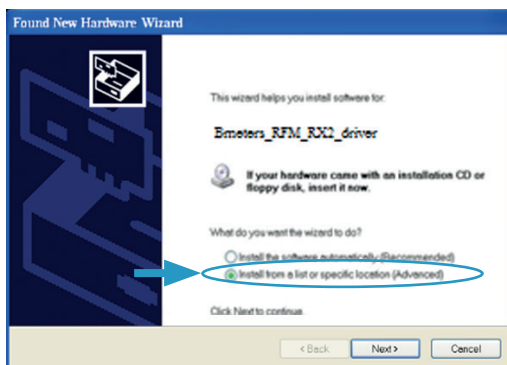 Found New Hardware Wizard
This wizard helps you install software for:
Bmeters_RFM_RX2_driver
If your hardware came with an installation CD or
floppy disk, insert it now.
What do you want the wizard to do?
Install the software automatically (Recommended)
Install from a list or specific location (Advanced)
Click Next to continue.
< Back
Next >
Cancel